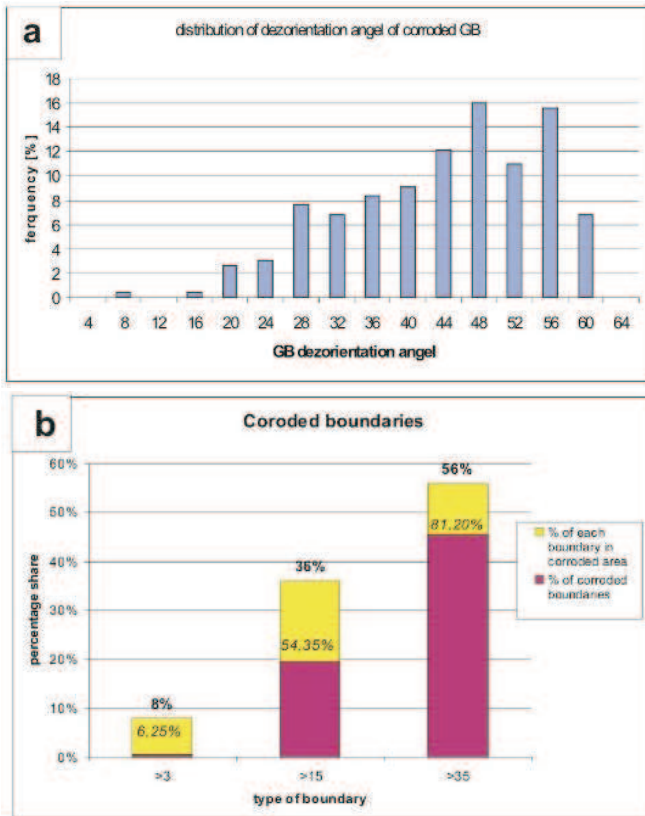 a
distribution of dezorientation angel of corroded GB
ferquency [%]
18
16
14
12
10
8
6
4
2
0
4 8 12 16 20 24 28 32 36 40 44 48 52 56 60 64
GB dezorientation angel
b
Coroded boundaries
percentage share
60%
50%
40%
30%
20%
10%
0%
8%
6,25%
36%
54,35%
56%
81,20%
>3 >15 >35
type of boundary
% of each
boundary in
corroded area
% of corroded
boundaries